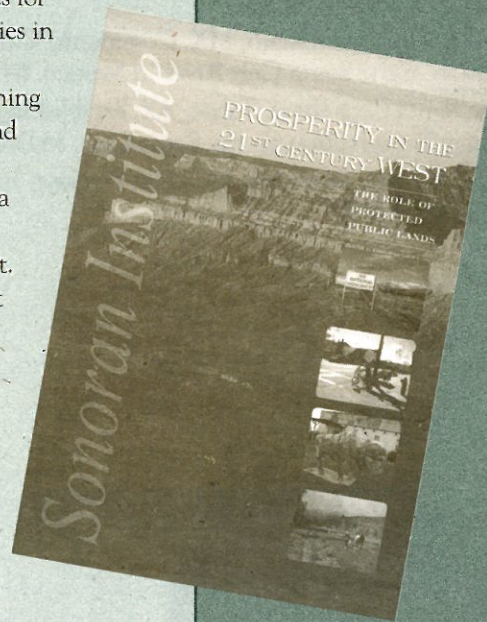 s for
ies in
ning
nd
a
t.
t
Sonoran Institute
PROSPERITY IN THE
21ST CENTURY WEST
THE ROLE OF
PROTECTED
PUBLIC LANDS